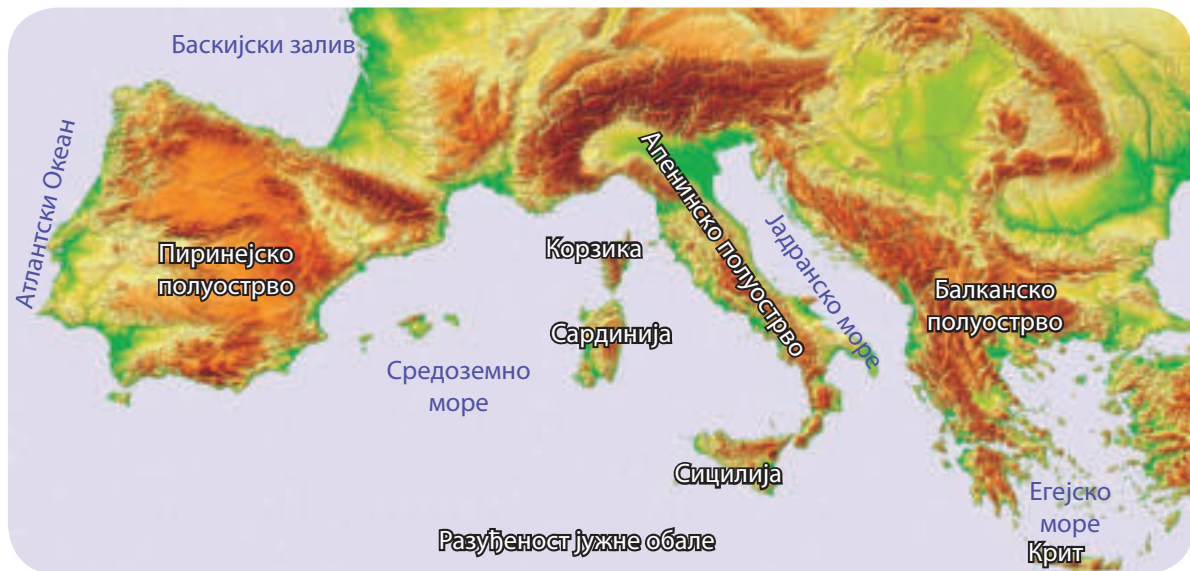 Баскијски залив
Атлантски Океан
Пиринејско
полуострво
Корзика
Сардинија
Средоземно
море
Апенинско полуострво
Јадранско море
Балканско
полуострво
Сицилија
Егејско
море
Крит
Разуђеност јужне обале